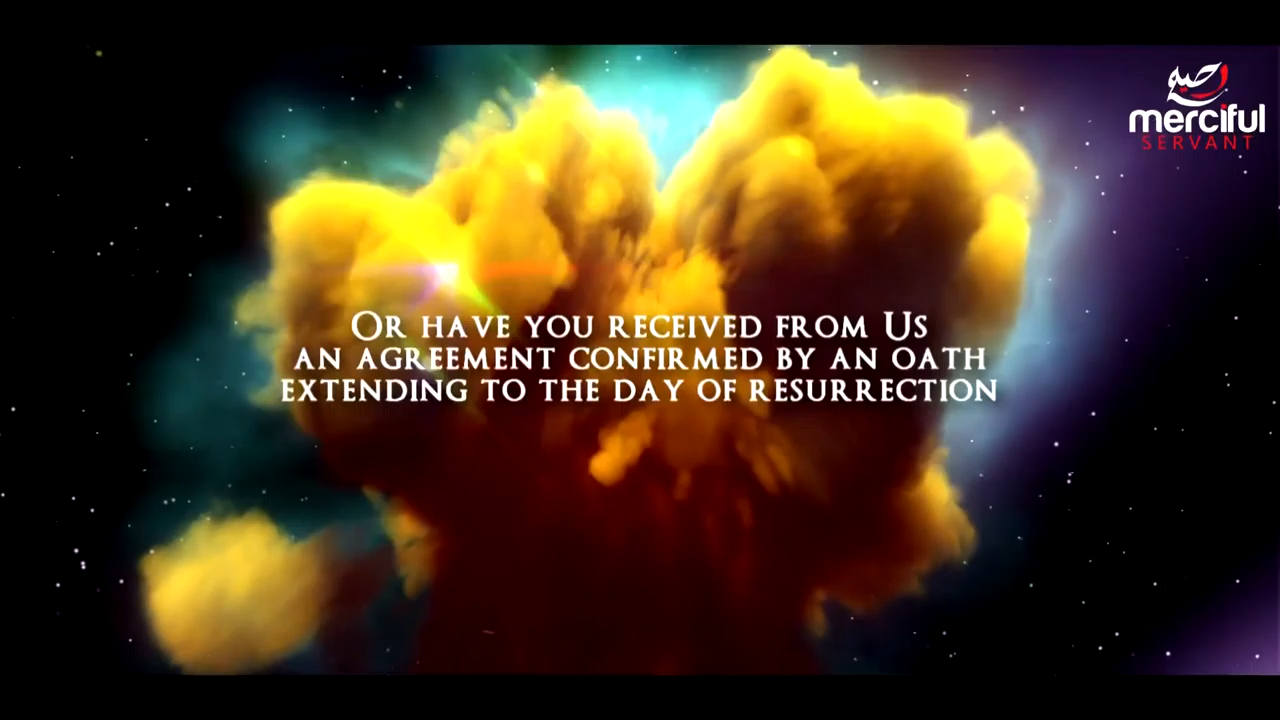 merciful
SERVANT
Or have you received from Us
an agreement confirmed by an oath
extending to the day of resurrection